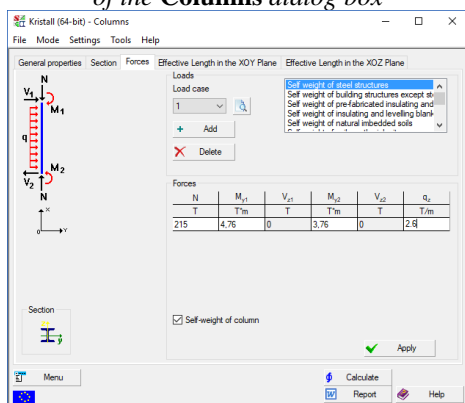 of the Columns dialog box
Kristall (64-bit) - Columns
File Mode Settings Tools Help
General properties Section Forces Effective Length in the XOY Plane Effective Length in the XOZ Plane
N
V1
M1
q
M2
V2
N
x
0 Y
Loads
Load case
1
Add
Delete
Self weight of steel structures
Self weight of building structures except ste
Self weight of pre-fabricated insulating and
Self weight of insulating and levelling blank
Self weight of natural imbedded soils
Forces
N My1 Vz1 My2 Vz2 qz
T T*m T T*m T T/m
215 4,76 0 3,76 0 2.6
Section
y
Self-weight of column
Apply
Menu
Calculate
Report
Help